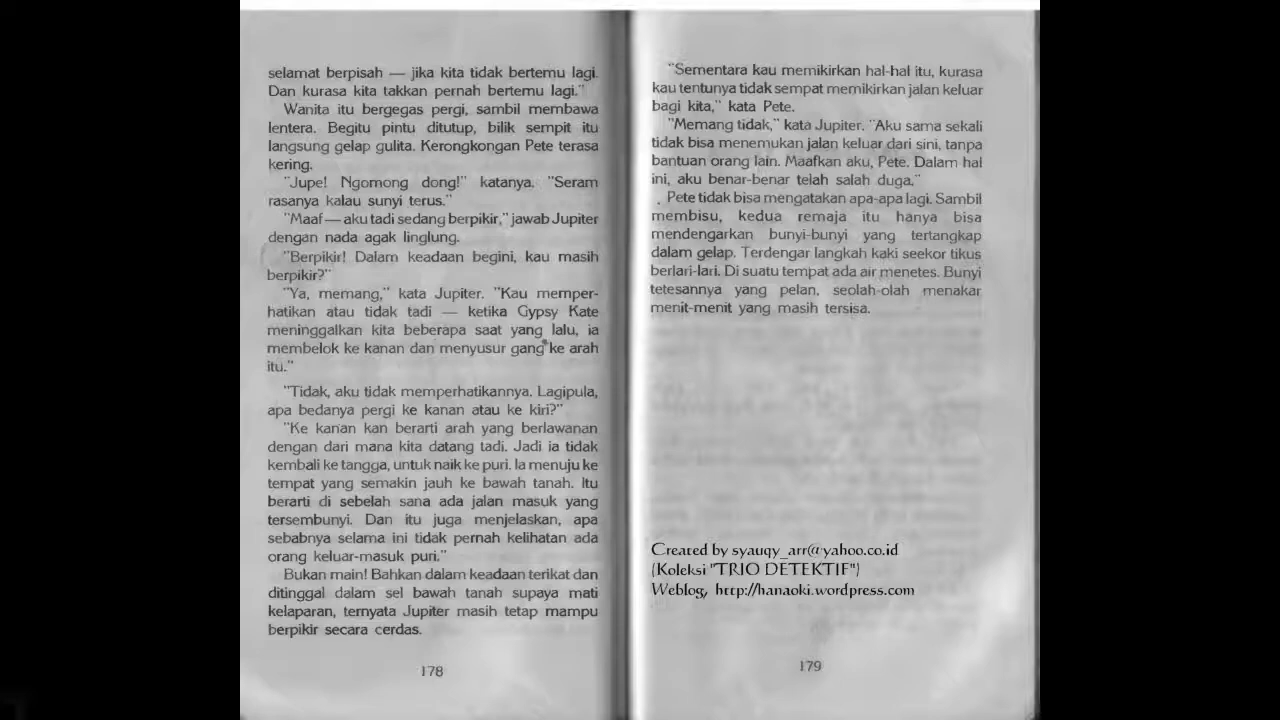 selamat berpisah — jika kita tidak bertemu lagi.
Dan kurasa kita takkan pernah bertemu lagi."
Wanita itu bergegas pergi, sambil membawa
lentera. Begitu pintu ditutup, bilik sempit itu
langsung gelap gulita. Kerongkongan Pete terasa
kering.
"Jupe! Ngomong dong!" katanya. "Seram
rasanya kalau sunyi terus."
"Maaf — aku tadi sedang berpikir," jawab Jupiter
dengan nada agak linglung.
"Berpikir! Dalam keadaan begini, kau masih
berpikir?"
"Ya, memang," kata Jupiter. "Kau memper-
hatikan atau tidak tadi — ketika Gypsy Kate
meninggalkan kita beberapa saat yang lalu, ia
membelok ke kanan dan menyusur gang ke arah
itu."
"Tidak, aku tidak memperhatikannya. Lagipula,
apa bedanya pergi ke kanan atau ke kiri?"
"Ke kanan kan berarti arah yang berlawanan
dengan dari mana kita datang tadi. Jadi ia tidak
kembali ke tangga, untuk naik ke puri. Ia menuju ke
tempat yang semakin jauh ke bawah tanah. Itu
berarti di sebelah sana ada jalan masuk yang
tersembunyi. Dan itu juga menjelaskan, apa
sebabnya selama ini tidak pernah kelihatan ada
orang keluar-masuk puri."
Bukan main! Bahkan dalam keadaan terikat dan
ditinggal dalam sel bawah tanah supaya mati
kelaparan, ternyata Jupiter masih tetap mampu
berpikir secara cerdas.
178
"Sementara kau memikirkan hal-hal itu, kurasa
kau tentunya tidak sempat memikirkan jalan keluar
bagi kita," kata Pete.
"Memang tidak," kata Jupiter. "Aku sama sekali
tidak bisa menemukan jalan keluar dari sini, tanpa
bantuan orang lain. Maafkan aku, Pete. Dalam hal
ini, aku benar-benar telah salah duga."
Pete tidak bisa mengatakan apa-apa lagi. Sambil
membisu, kedua remaja itu hanya bisa
mendengarkan bunyi-bunyi yang tertangkap
dalam gelap. Terdengar langkah kaki seekor tikus
berlari-lari. Di suatu tempat ada air menetes. Bunyi
tetesannya yang pelan, seolah-olah menakar
menit-menit yang masih tersisa.
Created by syauqy_arr@yahoo.co.id
(Koleksi "TRIO DETEKTIF")
Weblog, http://hanaoki.wordpress.com
179